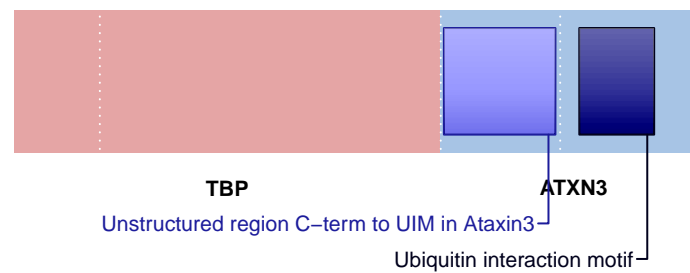 TBP ATXN3
Unstructured region C−term to UIM in Ataxin3
Ubiquitin interaction motif